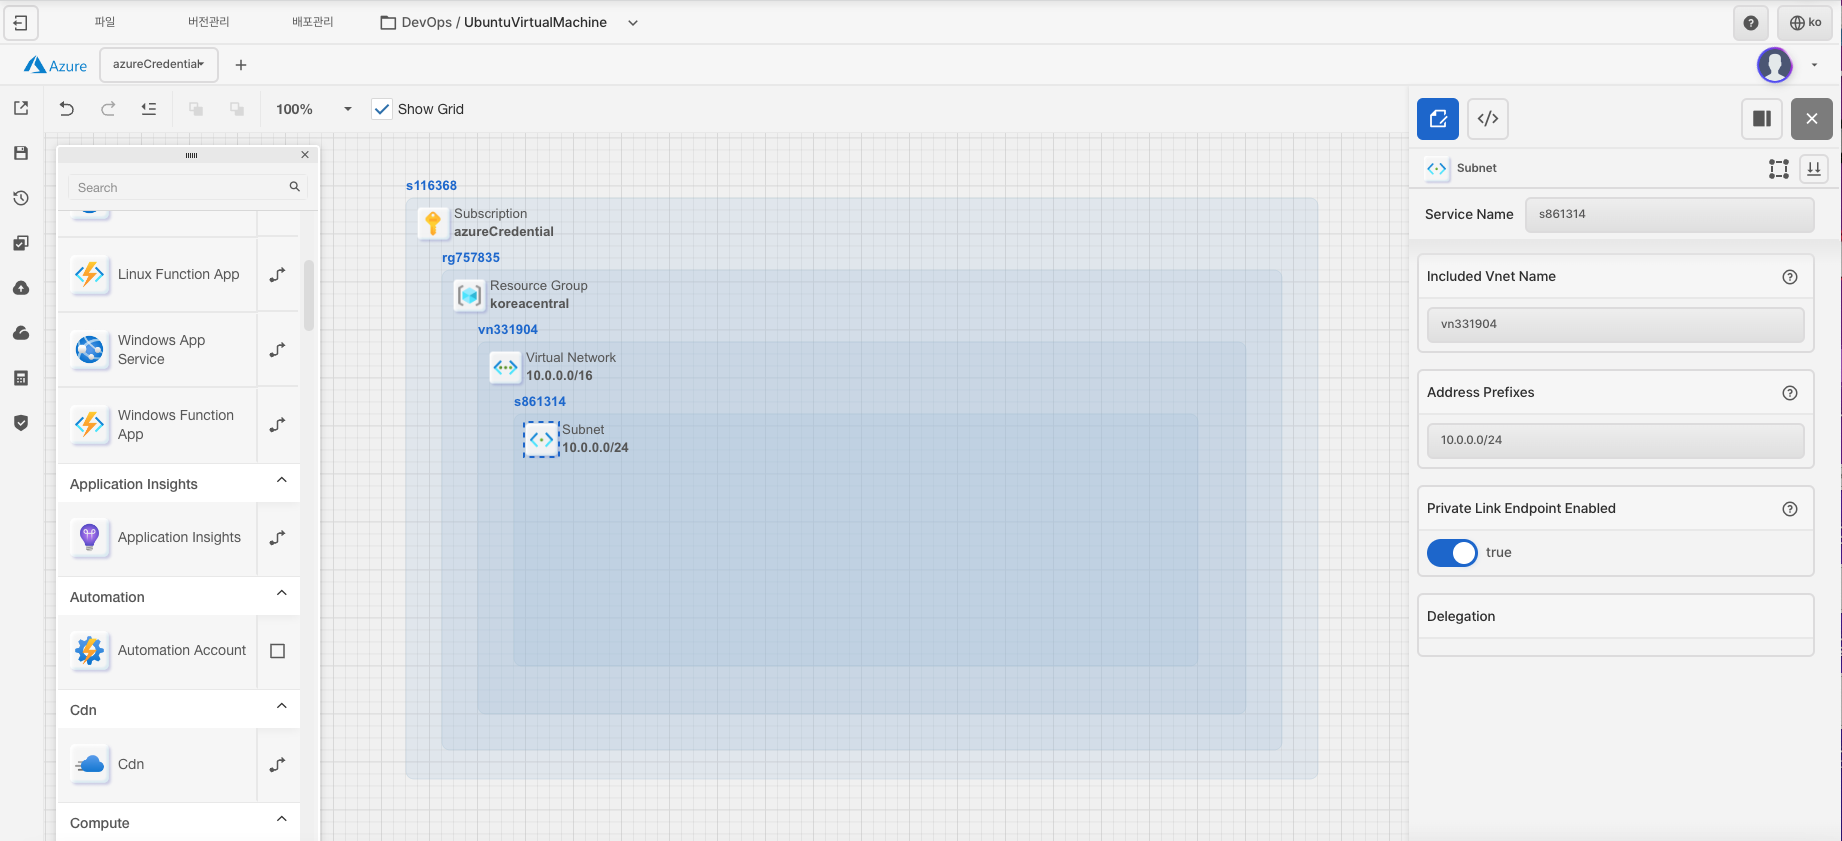 파일
버전관리
배포관리
DevOps / UbuntuVirtualMachine
ko
Azure
azureCredential
100%
Show Grid
Search
Linux Function App
Windows App
Service
Windows Function
App
Application Insights
Application Insights
Automation
Automation Account
Cdn
Cdn
Compute
s116368
Subscription
azureCredential
rg757835
Resource Group
koreacentral
vn331904
Virtual Network
10.0.0.0/16
s861314
Subnet
10.0.0.0/24
Subnet
Service Name
s861314
Included Vnet Name
vn331904
Address Prefixes
10.0.0.0/24
Private Link Endpoint Enabled
true
Delegation